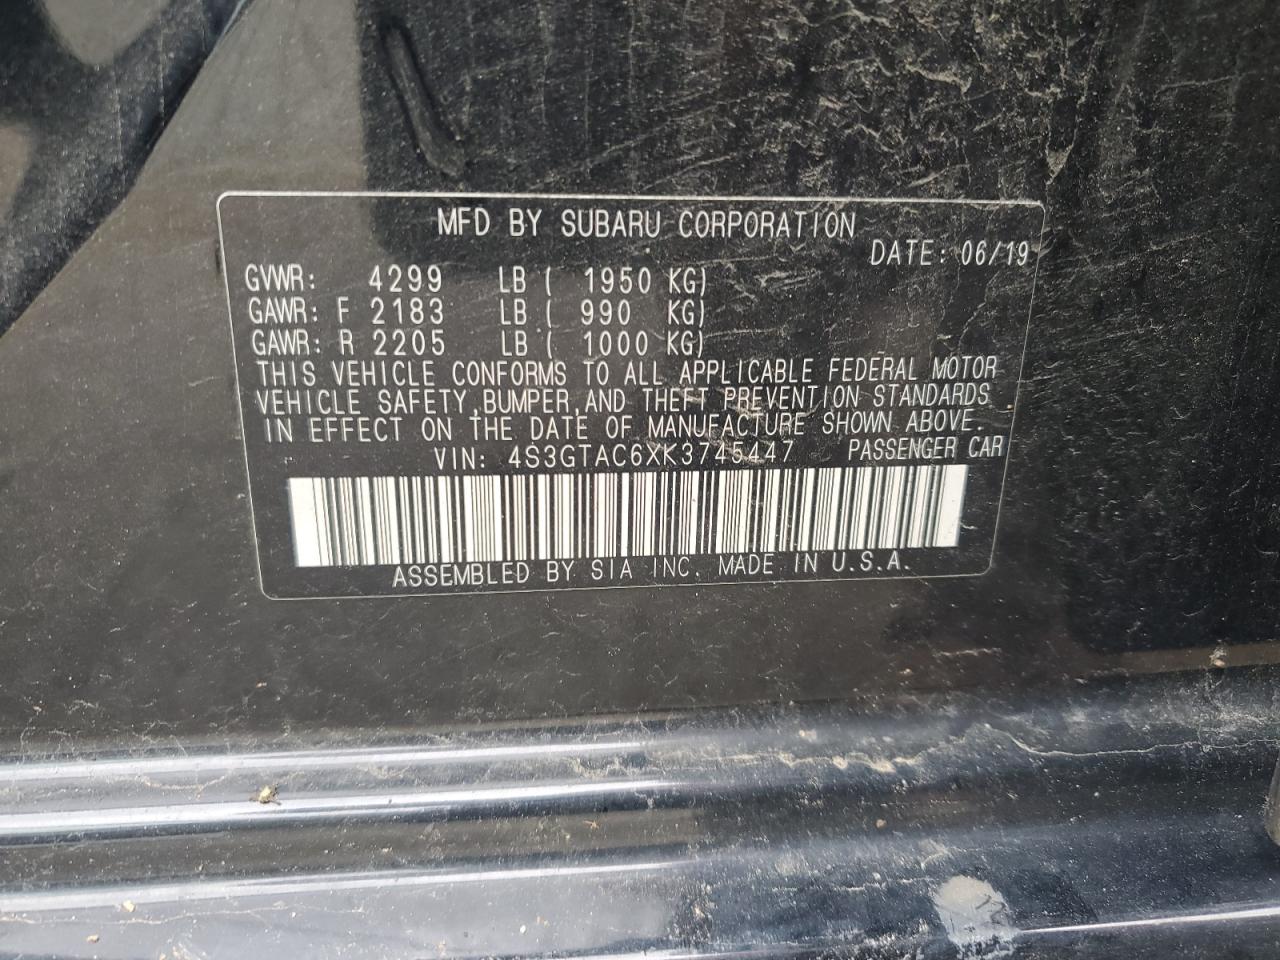 MFD BY SUBARU CORPORATION
DATE: 06/19
GVWR: 4299 LB ( 1950 KG)
GAWR: F 2183 LB ( 990 KG)
GAWR: R 2205 LB ( 1000 KG)
THIS VEHICLE CONFORMS TO ALL APPLICABLE FEDERAL MOTOR
VEHICLE SAFETY,BUMPER,AND THEFT PREVENTION STANDARDS
IN EFFECT ON THE DATE OF MANUFACTURE SHOWN ABOVE.
VIN: 4S3GTAC6XK3745447 PASSENGER CAR
ASSEMBLED BY SIA INC. MADE IN U.S.A.